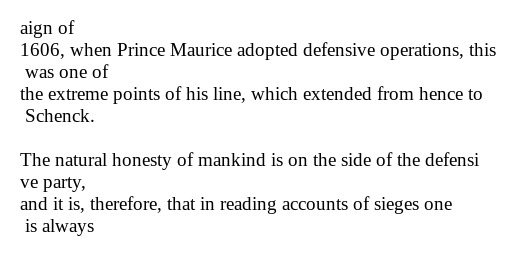 aign of
1606, when Prince Maurice adopted defensive operations, this
was one of
the extreme points of his line, which extended from hence to
Schenck.

The natural honesty of mankind is on the side of the defensi
ve party,
and it is, therefore, that in reading accounts of sieges one
is always